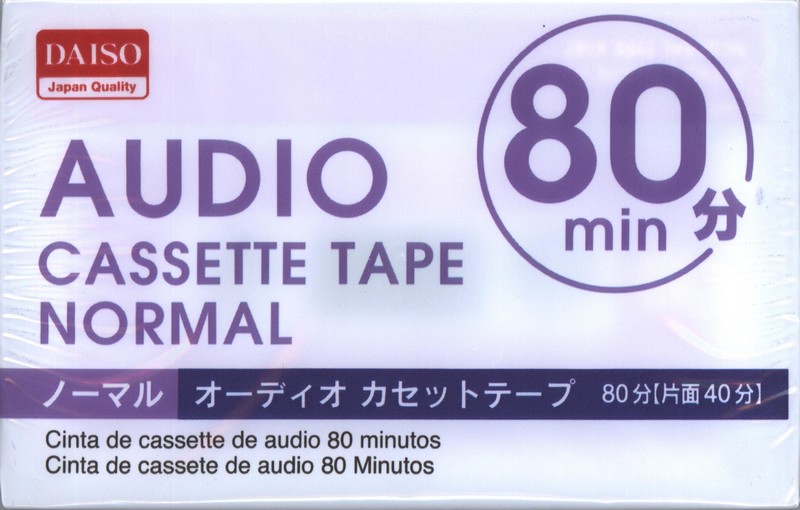 DAISO
Japan Quality
80
min 分
AUDIO
CASSETTE TAPE
NORMAL
ノーマル オーディオ カセットテープ 80分【片面40分】
Cinta de cassette de audio 80 minutos
Cinta de cassete de audio 80 Minutos